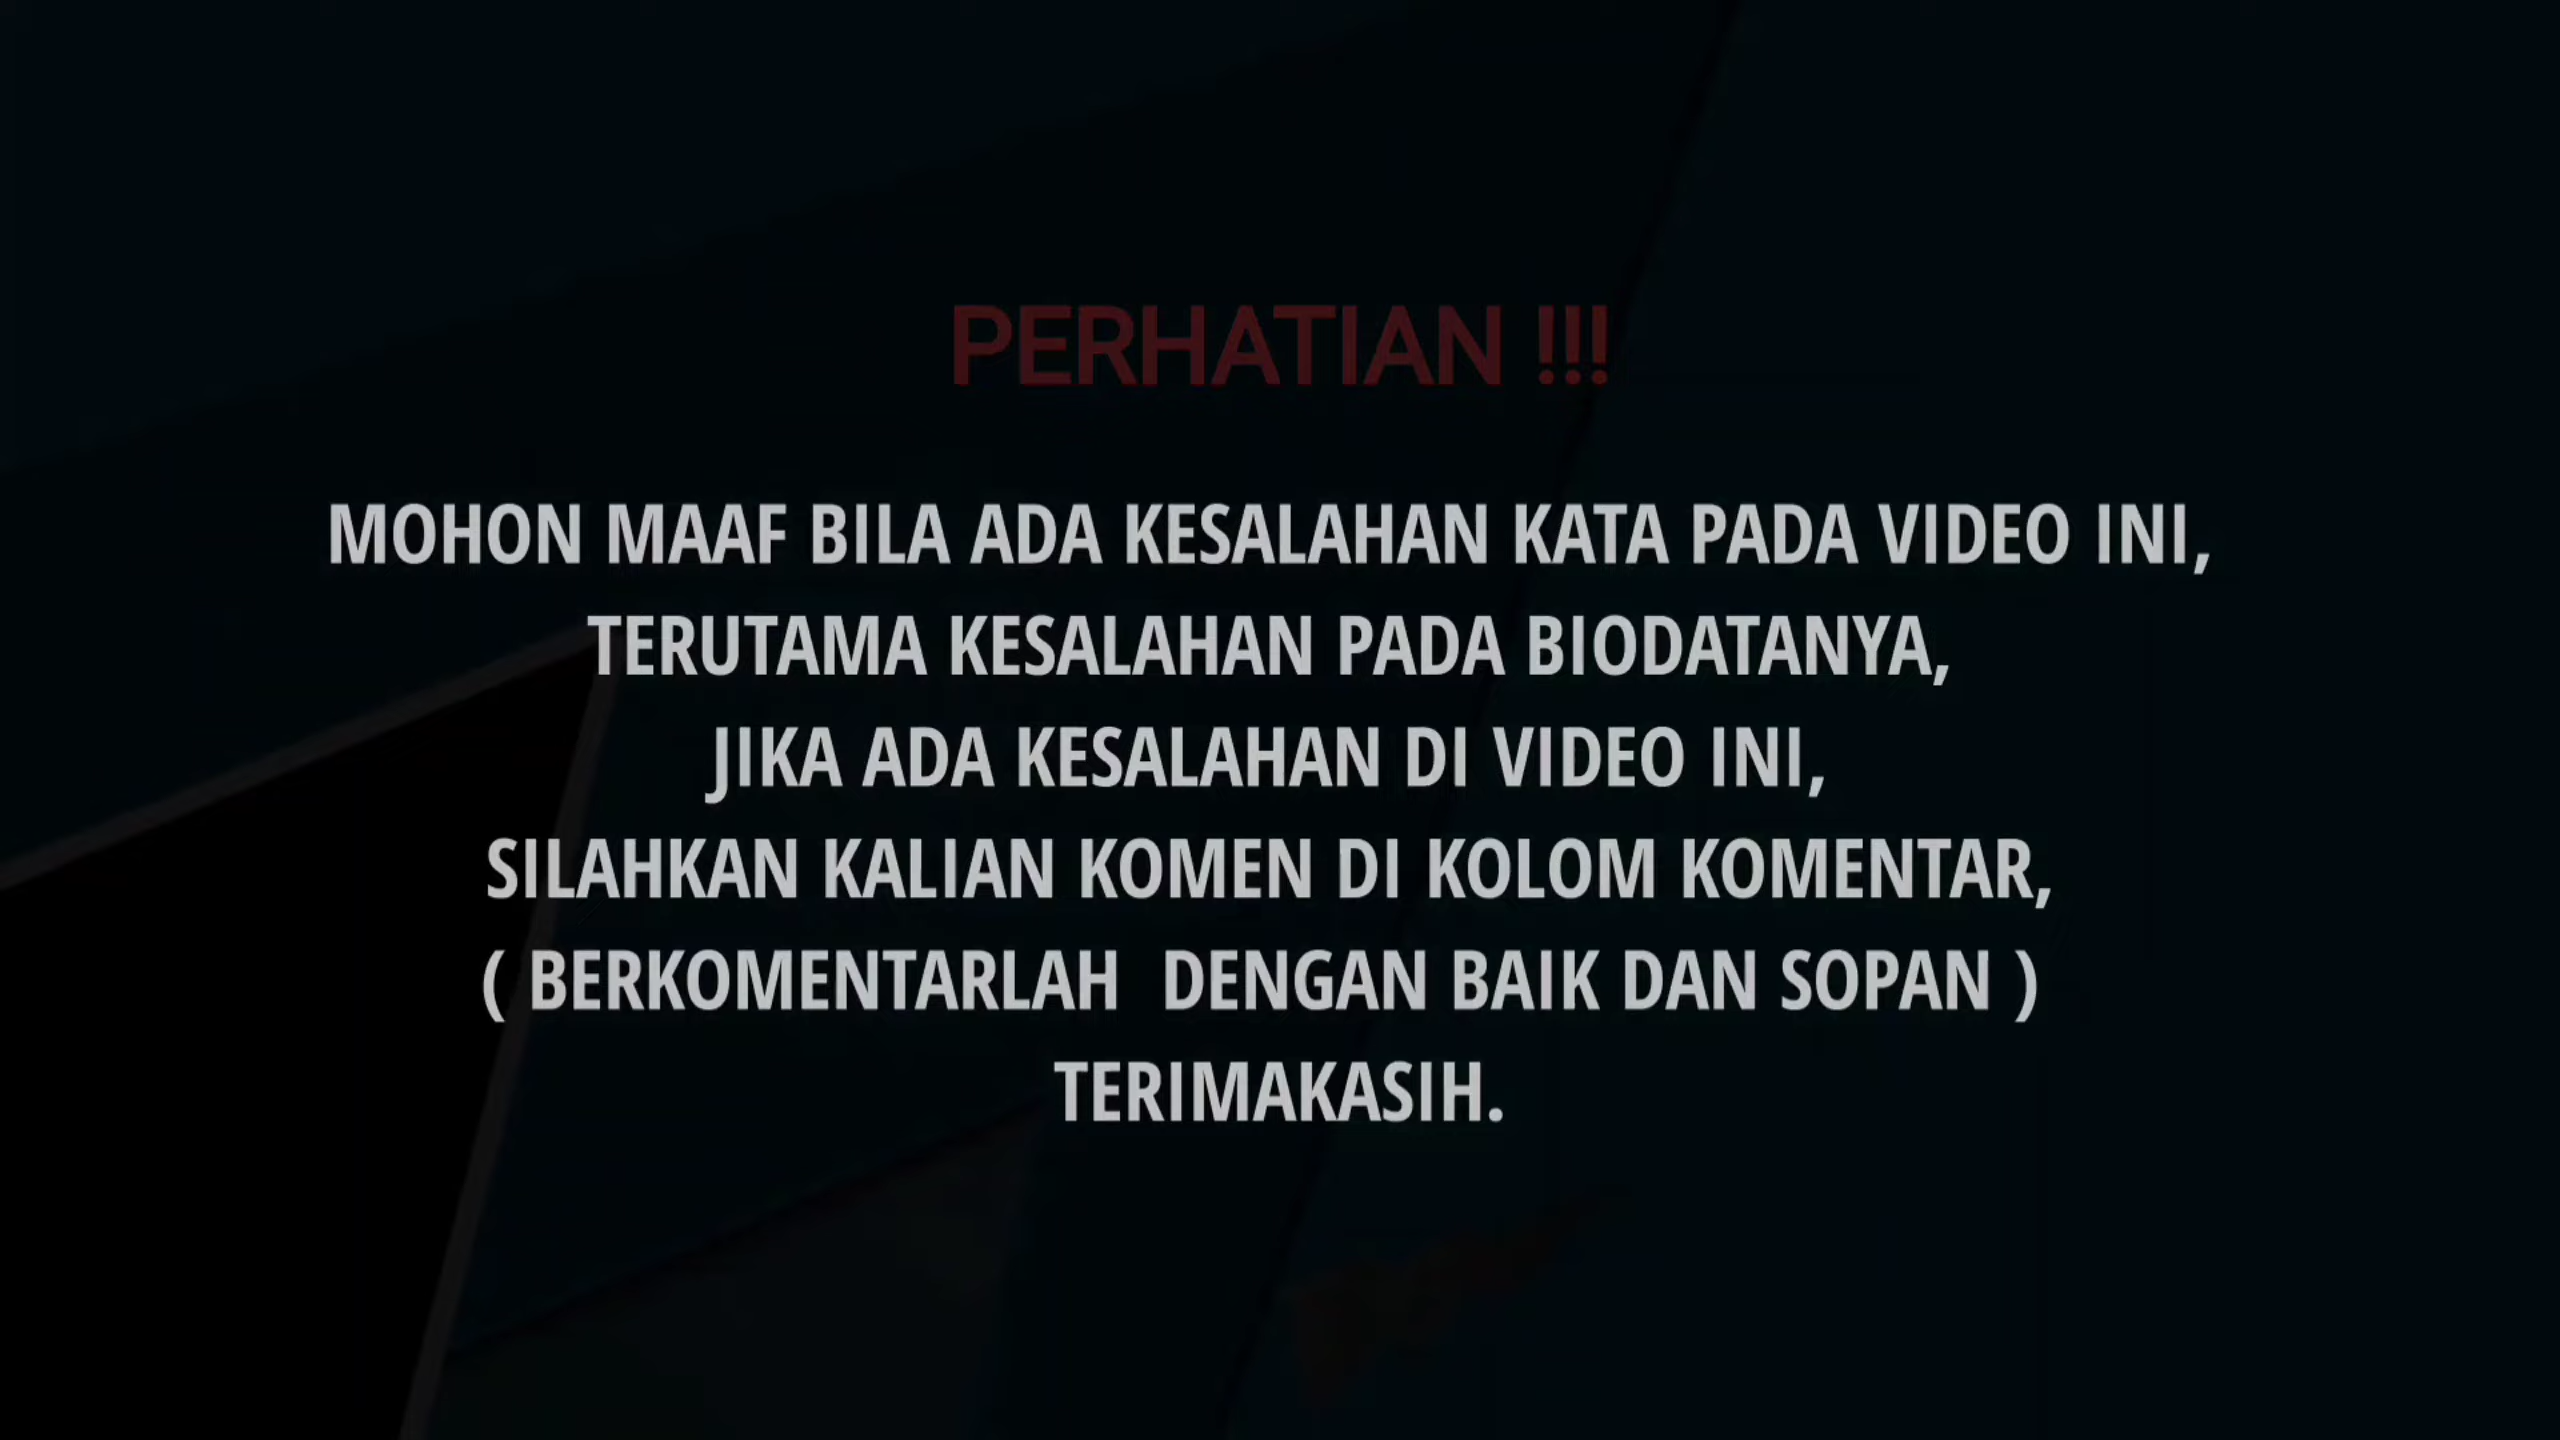 PERHATIAN !!!
MOHON MAAF BILA ADA KESALAHAN KATA PADA VIDEO INI,
TERUTAMA KESALAHAN PADA BIODATANYA,
JIKA ADA KESALAHAN DI VIDEO INI,
SILAHKAN KALIAN KOMEN DI KOLOM KOMENTAR,
( BERKOMENTARLAH  DENGAN BAIK DAN SOPAN )
TERIMAKASIH.